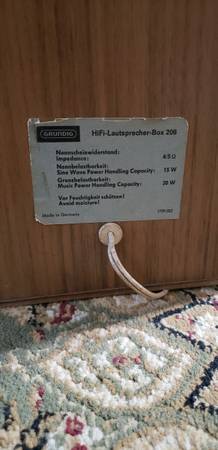 GRUNDIG HiFi-Lautsprecher-Box 206
Nennscheinwiderstand:
Impedance: 4/5 Ω
Nennbelastbarkeit:
Sine Wave Power Handling Capacity: 15 W
Grenzbelastbarkeit:
Music Power Handling Capacity: 20 W
Vor Feuchtigkeit schützen!
Avoid moisture!
Made in Germany